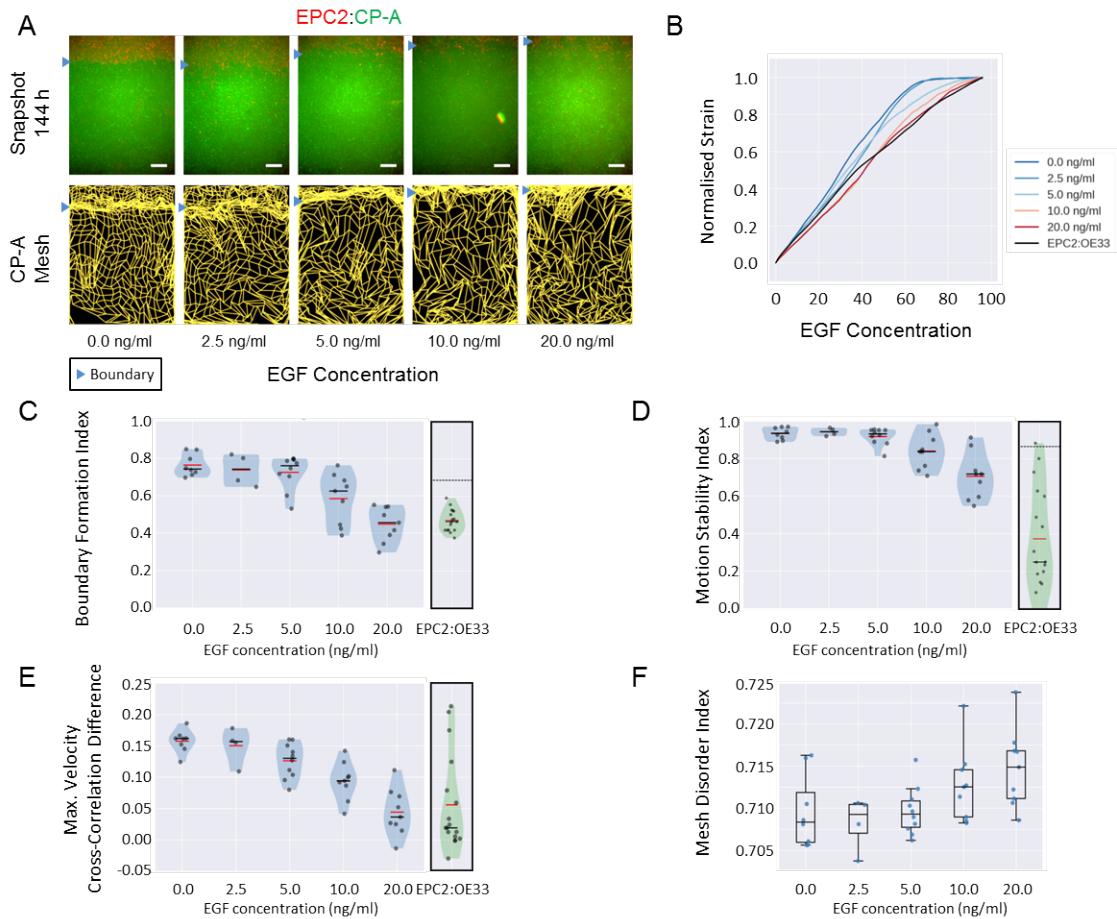 A
EPC2:CP-A
Snapshot
144 h
CP-A
Mesh
0.0 ng/ml
2.5 ng/ml
5.0 ng/ml
10.0 ng/ml
20.0 ng/ml
Boundary
EGF Concentration
B
Normalised Strain
1.0
0.8
0.6
0.4
0.2
0.0
0
20
40
60
80
100
EGF Concentration
0.0 ng/ml
2.5 ng/ml
5.0 ng/ml
10.0 ng/ml
20.0 ng/ml
EPC2:OE33
C
Boundary Formation Index
1.0
0.8
0.6
0.4
0.2
0.0
0.0
2.5
5.0
10.0
20.0
EPC2:OE33
EGF concentration (ng/ml)
D
Motion Stability Index
1.0
0.8
0.6
0.4
0.2
0.0
0.0
2.5
5.0
10.0
20.0
EPC2:OE33
EGF concentration (ng/ml)
E
Max. Velocity
Cross-Correlation Difference
0.25
0.20
0.15
0.10
0.05
0.00
-0.05
0.0
2.5
5.0
10.0
20.0
EPC2:OE33
EGF concentration (ng/ml)
F
Mesh Disorder Index
0.725
0.720
0.715
0.710
0.705
0.0
2.5
5.0
10.0
20.0
EGF concentration (ng/ml)